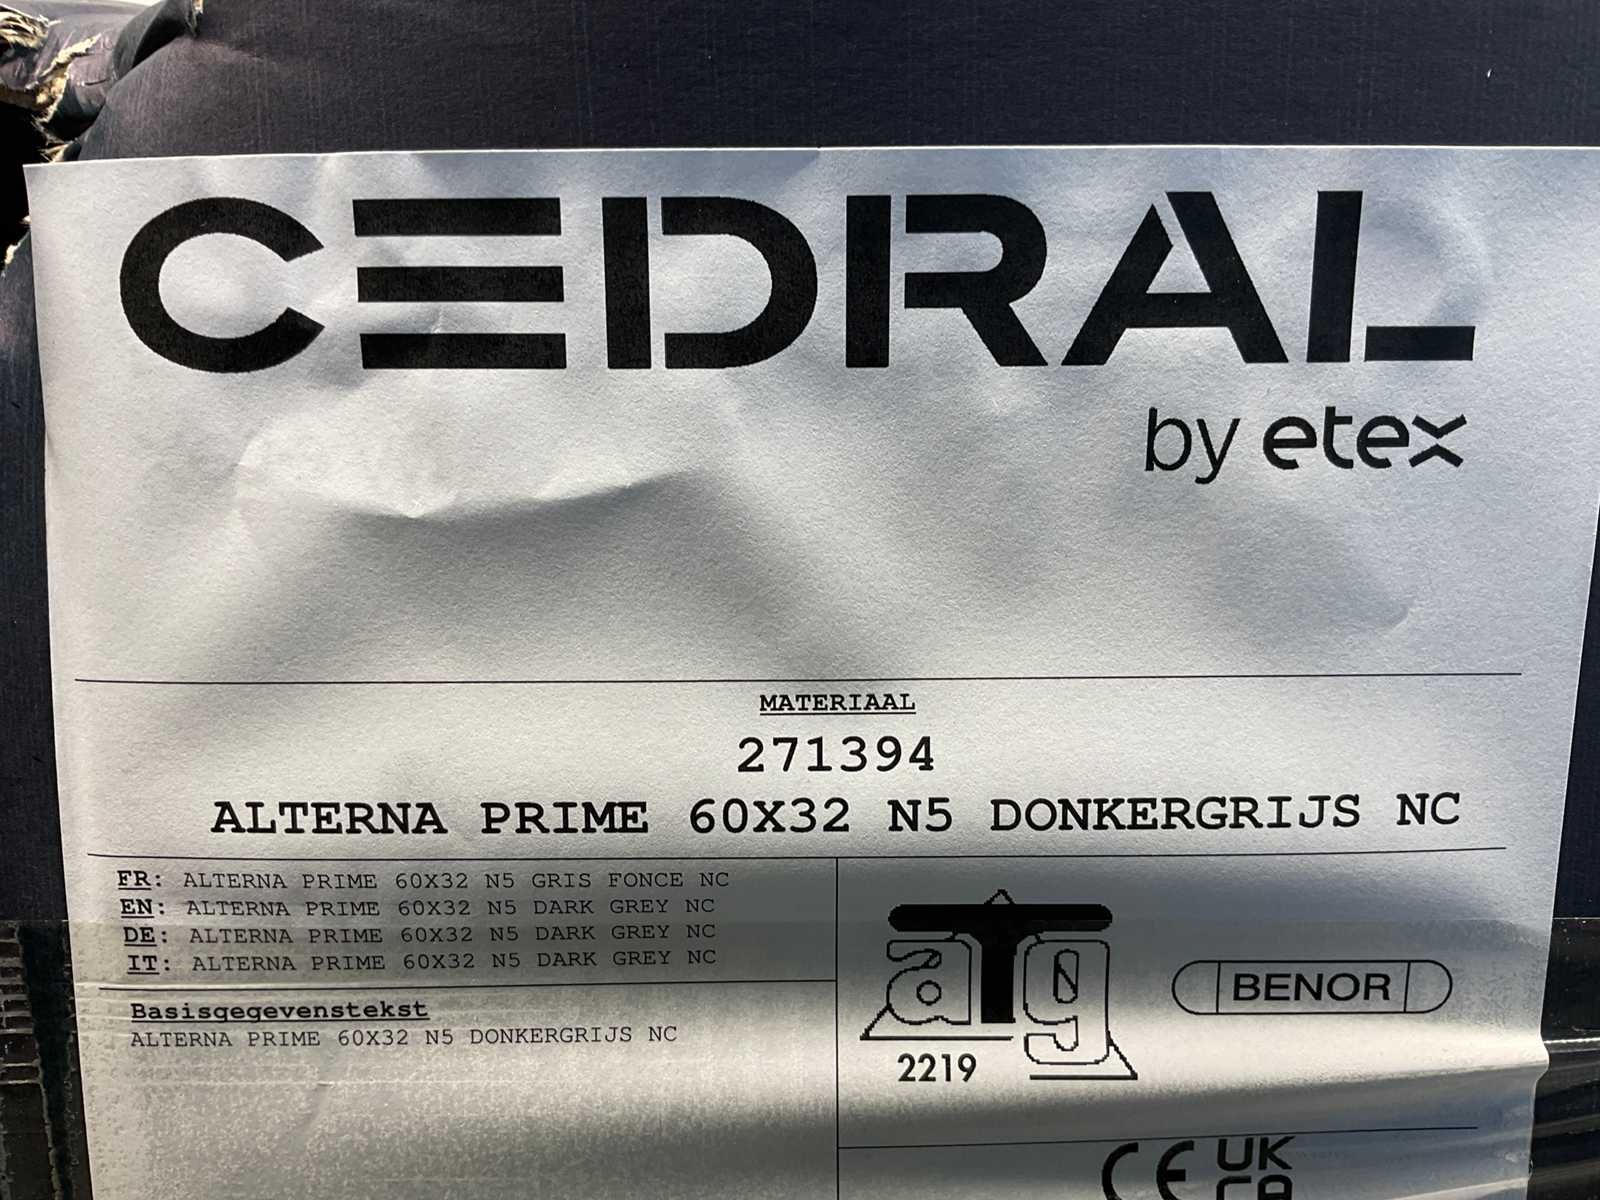 CEDRAL
by etex
MATERIAAL
271394
ALTERNA PRIME 60X32 N5 DONKERGRIJS NC
FR: ALTERNA PRIME 60X32 N5 GRIS FONCE NC
EN: ALTERNA PRIME 60X32 N5 DARK GREY NC
DE: ALTERNA PRIME 60X32 N5 DARK GREY NC
IT: ALTERNA PRIME 60X32 N5 DARK GREY NC
Basisgegevenstekst
ALTERNA PRIME 60X32 N5 DONKERGRIJS NC
aTg
2219
BENOR
CE UK
CA